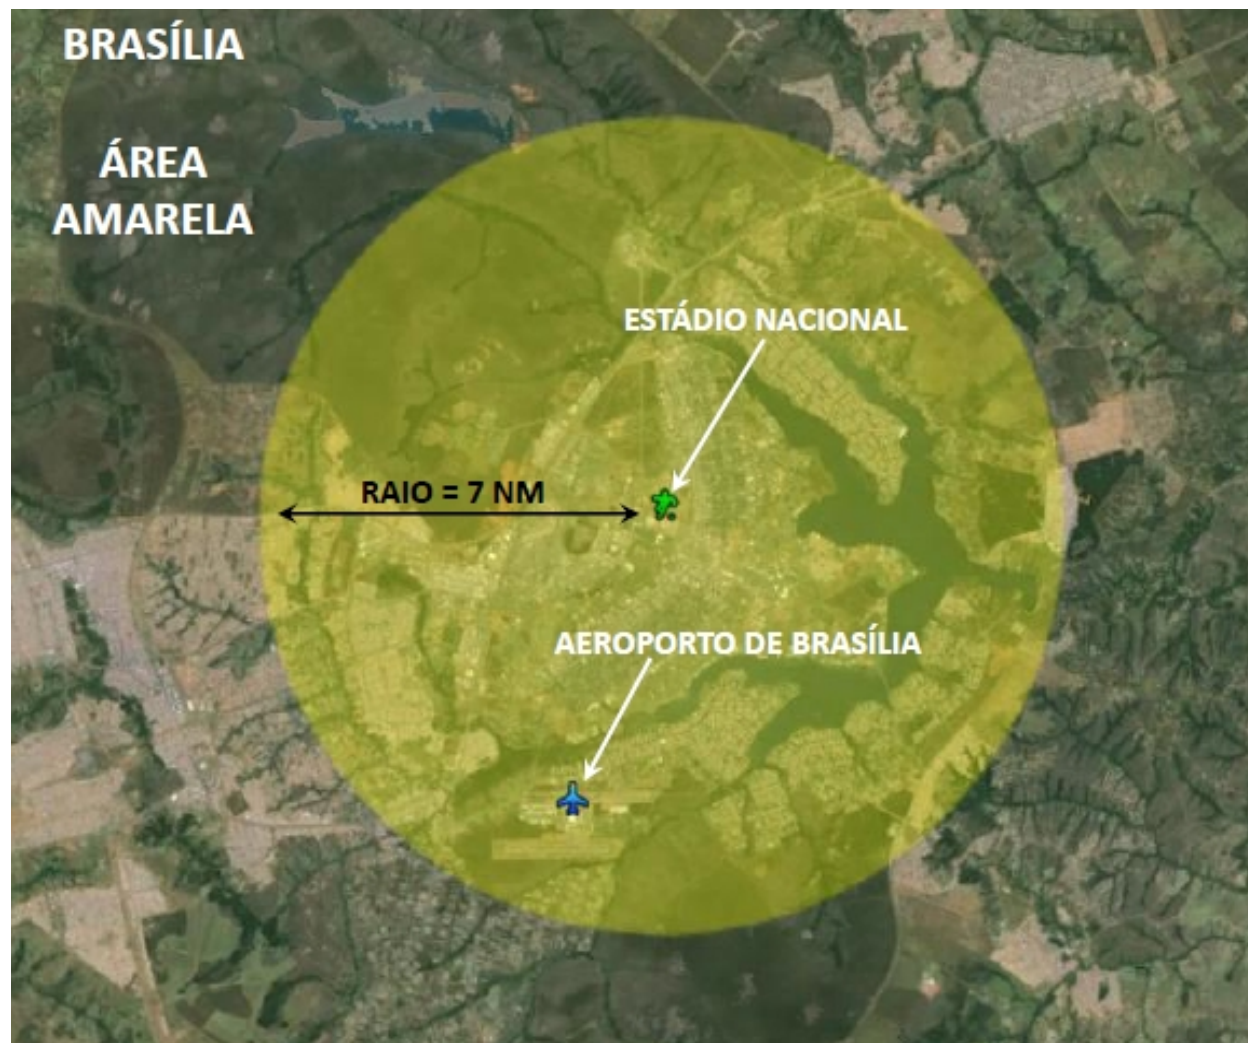 BRASÍLIA
ÁREA
AMARELA
ESTÁDIO NACIONAL
RAIO = 7 NM
AEROPORTO DE BRASÍLIA